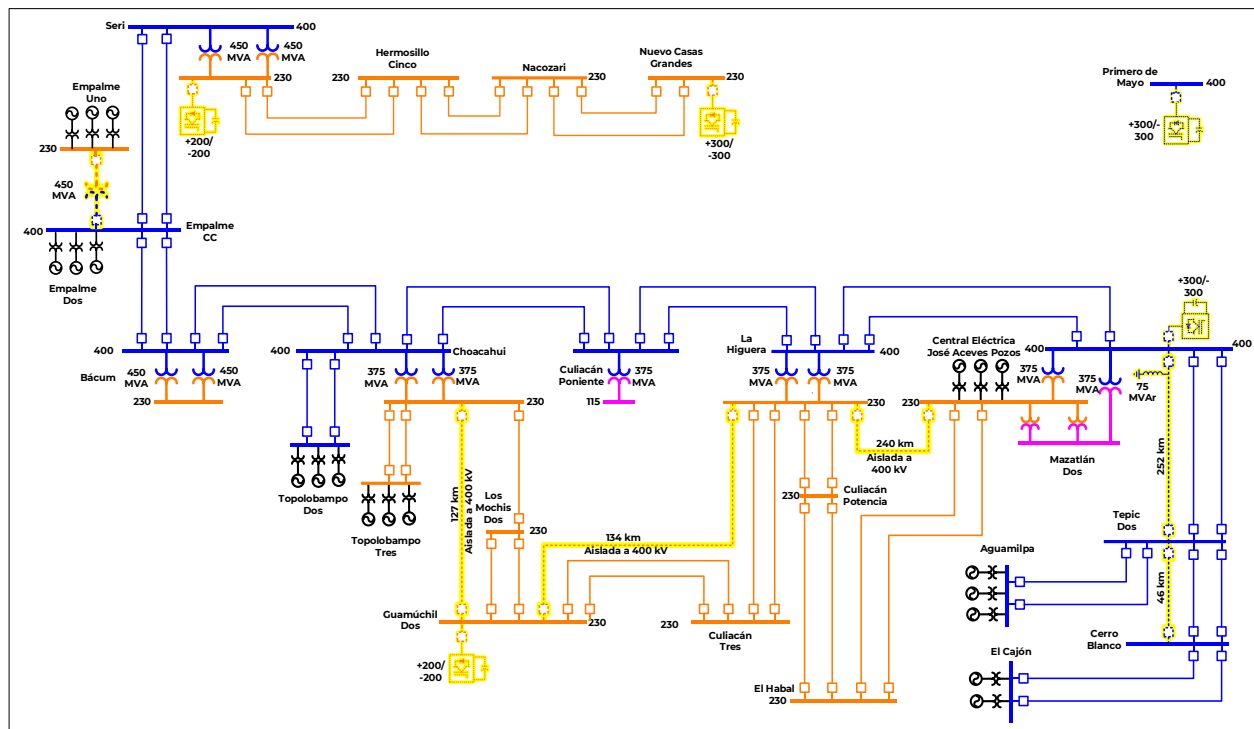 Seri
400
450
MVA
450
MVA
230
+200/
-200
Hermosillo
Cinco
230
Nacozari
230
Nuevo Casas
Grandes
230
+300/
-300
Primero de
Mayo
400
+300/-
300
Empalme
Uno
230
450
MVA
400
Empalme
CC
Empalme
Dos
400
Bácum
450
MVA
450
MVA
230
400
Choacahui
375
MVA
375
MVA
230
Topolobampo
Dos
Topolobampo
Tres
127 km
Aislada a 400 kV
Los
Mochis
Dos
230
134 km
Aislada a 400 kV
Guamúchil
Dos
230
+200/
-200
Culiacán
Poniente
375
MVA
115
La
Higuera
400
375
MVA
375
MVA
230
240 km
Aislada a
400 kV
230
Culiacán
Potencia
230
Culiacán
Tres
El Habal
230
Central Eléctrica
José Aceves Pozos
230
400
400
375
MVA
375
MVA
Mazatlán
Dos
+300/-
300
75
MVAr
252 km
Tepic
Dos
46 km
Aguamilpa
Cerro
Blanco
El Cajón